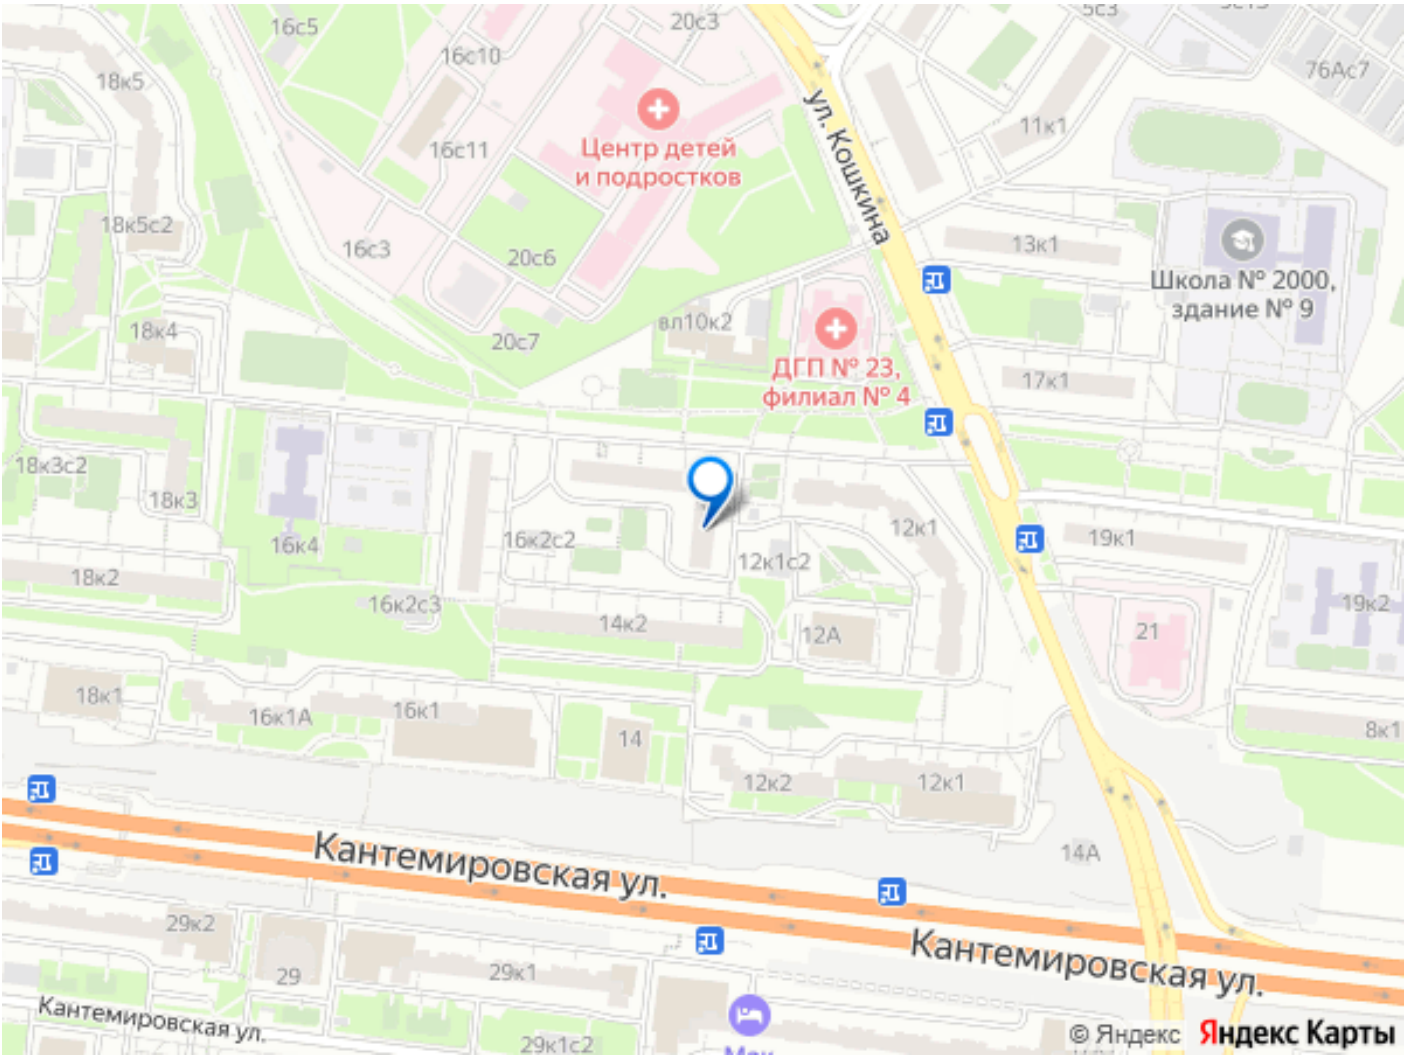 20с3
5с3
16с5
16с10
76Ас7
18к5
ул. Кошкина
11к1
16с11
Центр детей
и подростков
18к5с2
16с3
20с6
13к1
Школа № 2000,
здание № 9
18к4
вл10к2
20с7
ДГП № 23,
филиал № 4
17к1
18к3с2
18к3
16к4
16к2с2
12к1
19к1
12к1с2
18к2
16к2с3
14к2
12А
21
19к2
18к1
16к1А
16к1
14
8к1
12к2
12к1
Кантемировская ул.
14А
29к2
29
29к1
Кантемировская ул.
Кантемировская ул.
29к1с2
© Яндекс Яндекс Карты